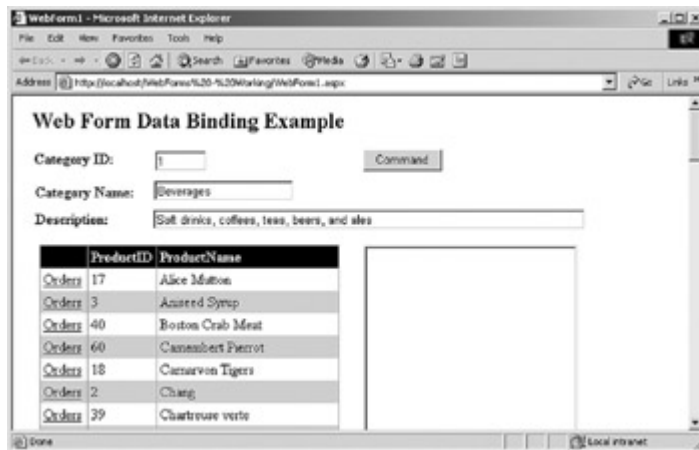 WebForm1 - Microsoft Internet Explorer
File Edit View Favorites Tools Help
Back Search Favorites Media
Address http://localhost/WebForms%20-%20Working/WebForm1.aspx Go Links
Web Form Data Binding Example
Category ID: 1 Command
Category Name: Beverages
Description: Soft drinks, coffees, teas, beers, and ales
ProductID ProductName
Orders 17 Alice Mutton
Orders 3 Aniseed Syrup
Orders 40 Boston Crab Meat
Orders 60 Camembert Pierrot
Orders 18 Carnarvon Tigers
Orders 2 Chang
Orders 39 Chartreuse verte
Done Local intranet